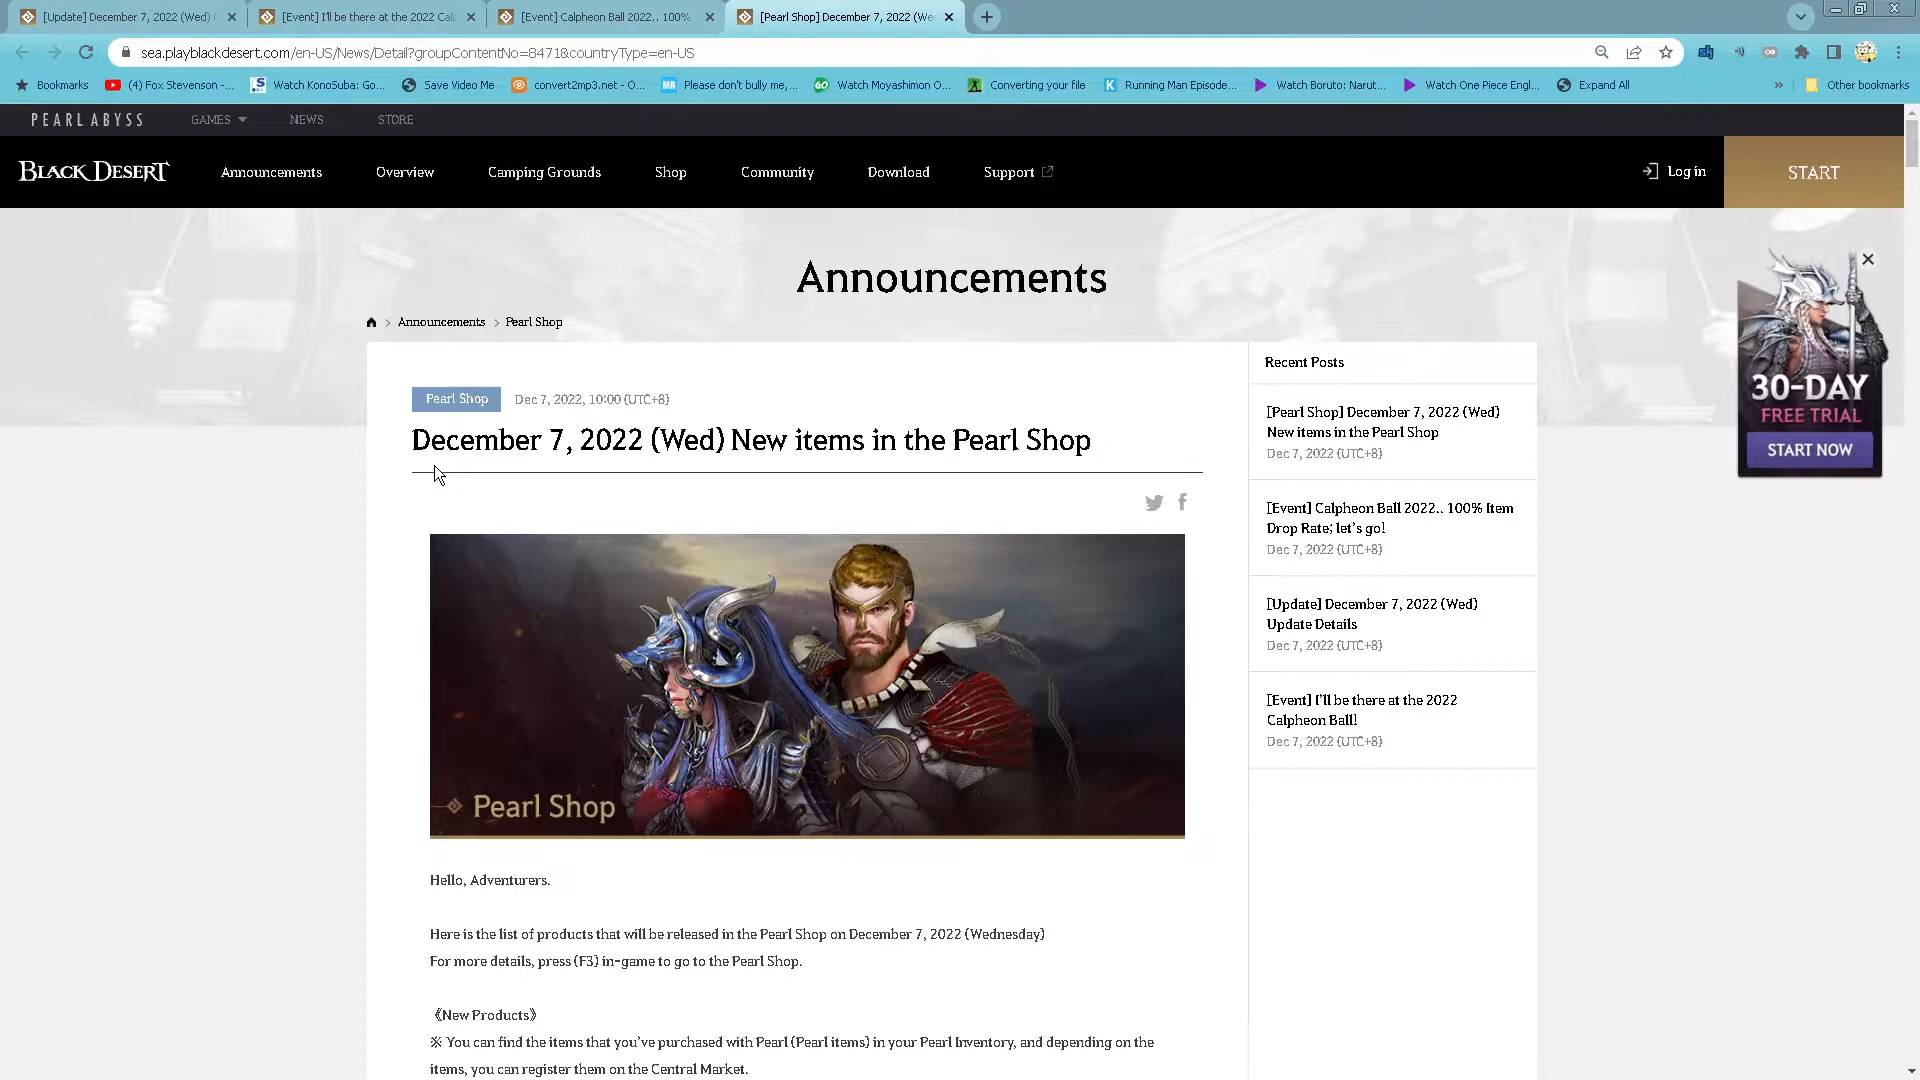 [Update] December 7, 2022 (Wed)
[Event] I'll be there at the 2022 Cal
[Event] Calpheon Ball 2022.. 100%
[Pearl Shop] December 7, 2022 (We
sea.playblackdesert.com/en-US/News/Detail?groupContentNo=8471&countryType=en-US
Bookmarks
(4) Fox Stevenson -...
Watch KonoSuba: Go...
Save Video Me
convert2mp3.net - O...
Please don't bully me,...
Watch Moyashimon O...
Converting your file
Running Man Episode...
Watch Boruto: Narut...
Watch One Piece Engl...
Expand All
»
Other bookmarks
PEARL ABYSS
GAMES
NEWS
STORE
BLACK DESERT
Announcements
Overview
Camping Grounds
Shop
Community
Download
Support
Log in
START
Announcements
Announcements
Pearl Shop
Pearl Shop
Dec 7, 2022, 10:00 (UTC+8)
December 7, 2022 (Wed) New items in the Pearl Shop
Pearl Shop
Hello, Adventurers.
Here is the list of products that will be released in the Pearl Shop on December 7, 2022 (Wednesday)
For more details, press (F3) in-game to go to the Pearl Shop.
《New Products》
※ You can find the items that you've purchased with Pearl (Pearl items) in your Pearl Inventory, and depending on the
items, you can register them on the Central Market.
Recent Posts
[Pearl Shop] December 7, 2022 (Wed)
New items in the Pearl Shop
Dec 7, 2022 (UTC+8)
[Event] Calpheon Ball 2022.. 100% Item
Drop Rate; let's go!
Dec 7, 2022 (UTC+8)
[Update] December 7, 2022 (Wed)
Update Details
Dec 7, 2022 (UTC+8)
[Event] I'll be there at the 2022
Calpheon Ball!
Dec 7, 2022 (UTC+8)
30-DAY
FREE TRIAL
START NOW